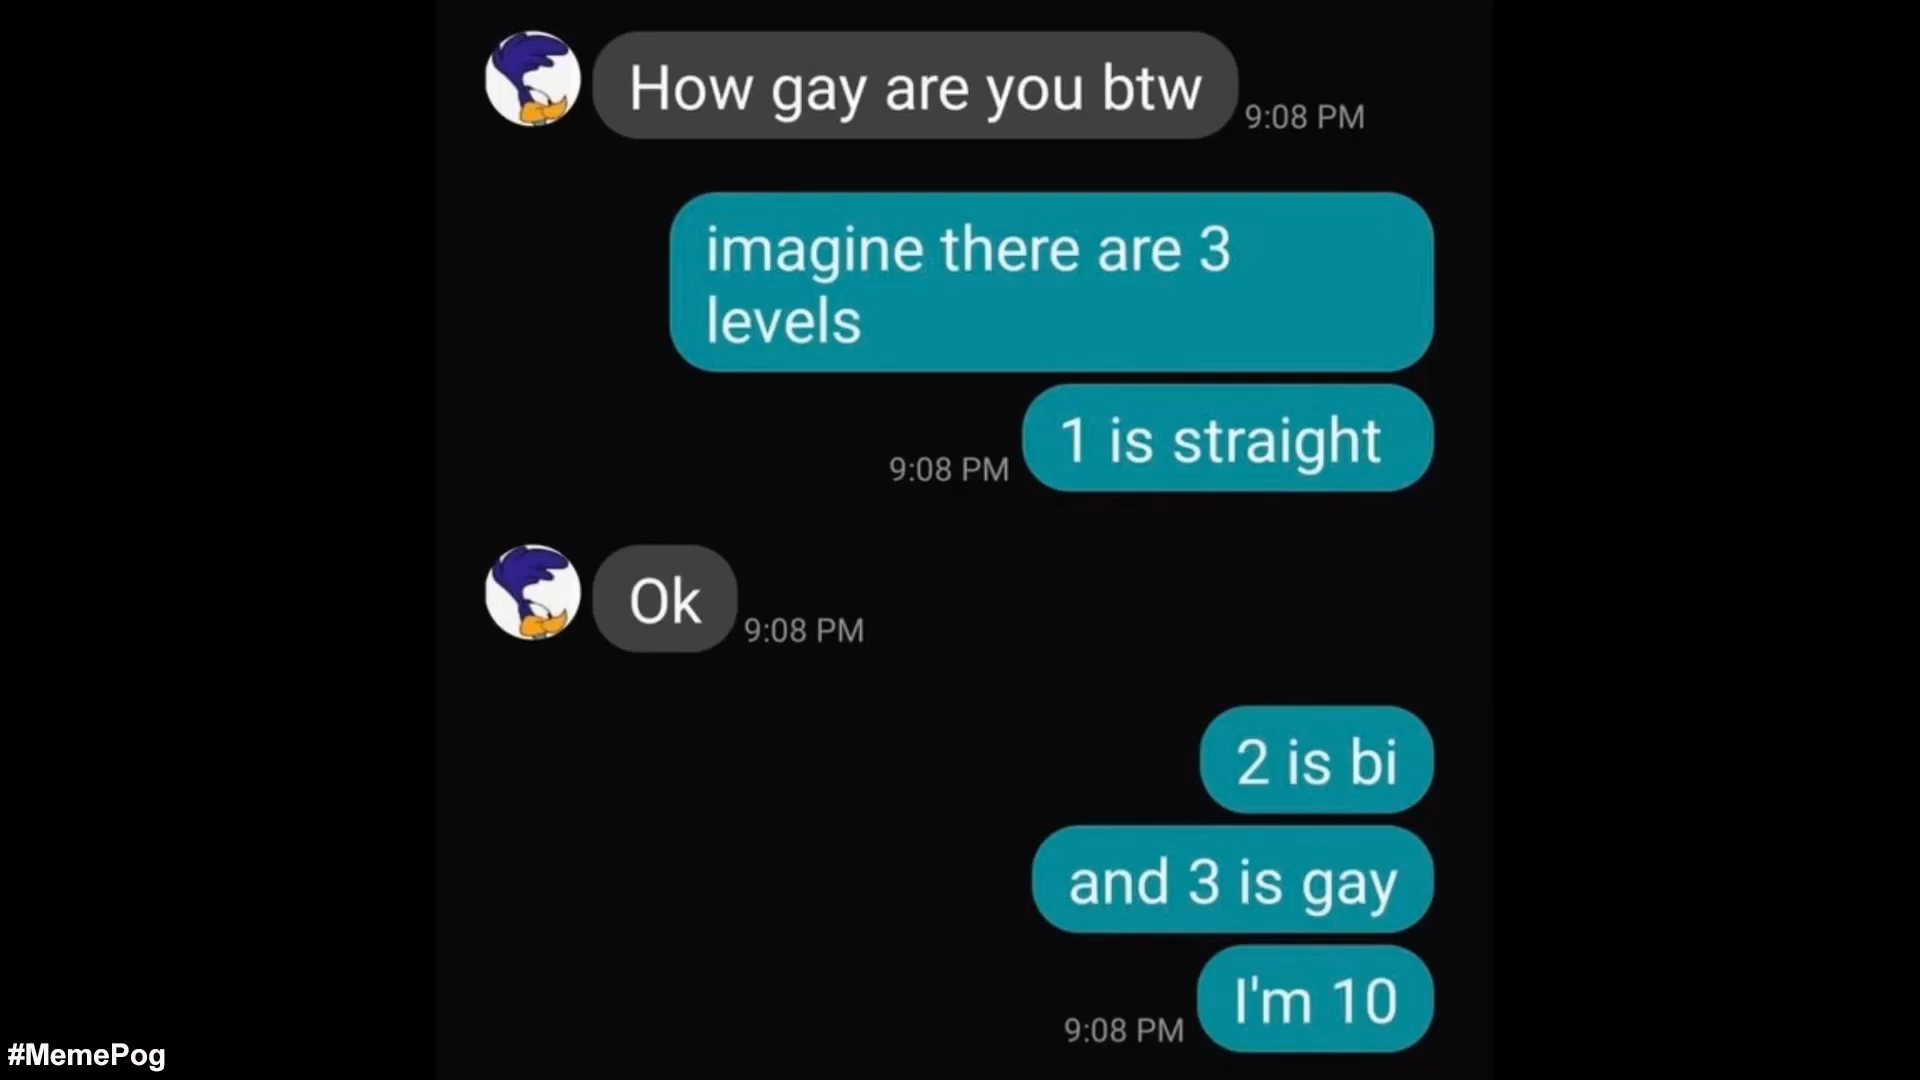 How gay are you btw
9:08 PM
imagine there are 3
levels
1 is straight
9:08 PM
Ok
9:08 PM
2 is bi
and 3 is gay
I'm 10
9:08 PM
#MemePog